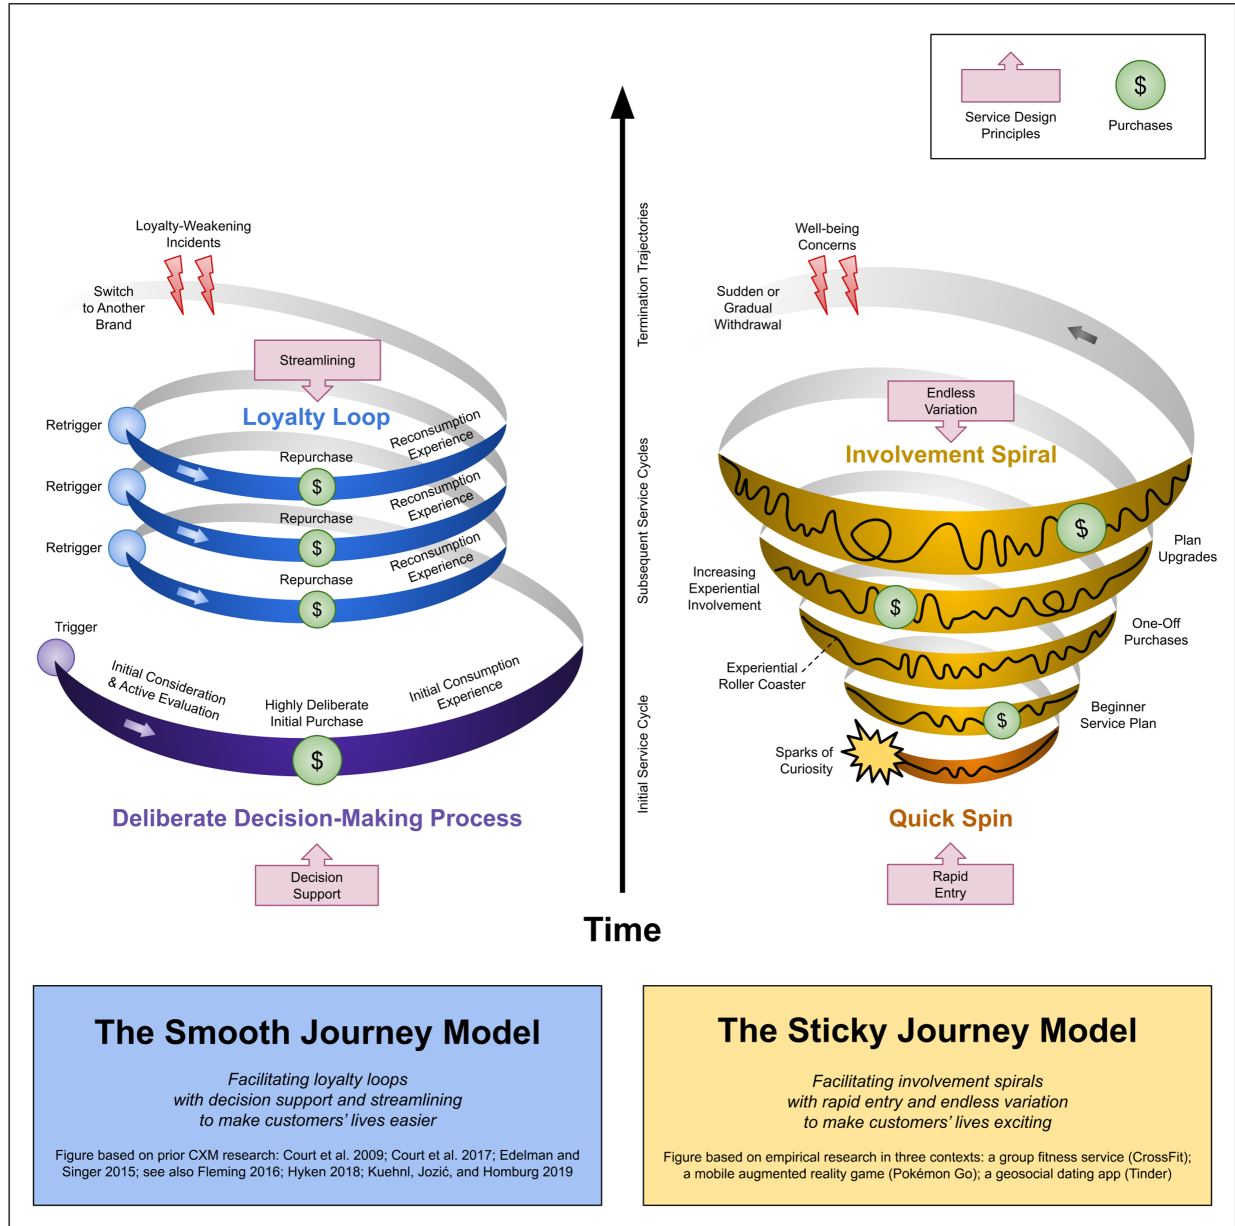 Service Design
Principles
$
Purchases
Loyalty-Weakening
Incidents
Switch
to Another
Brand
Streamlining
Loyalty Loop
Retrigger
Reconsumption
Experience
Repurchase
$
Retrigger
Reconsumption
Experience
Repurchase
$
Retrigger
Reconsumption
Experience
Repurchase
$
Trigger
Initial Consideration
& Active Evaluation
Highly Deliberate
Initial Purchase
$
Initial Consumption
Experience
Deliberate Decision-Making Process
Decision
Support
Termination Trajectories
Subsequent Service Cycles
Initial Service Cycle
Time
Well-being
Concerns
Sudden or
Gradual
Withdrawal
Endless
Variation
Involvement Spiral
$
Plan
Upgrades
Increasing
Experiential
Involvement
$
One-Off
Purchases
Experiential
Roller Coaster
Beginner
Service Plan
$
Sparks of
Curiosity
Quick Spin
Rapid
Entry
The Smooth Journey Model
Facilitating loyalty loops
with decision support and streamlining
to make customers' lives easier
Figure based on prior CXM research: Court et al. 2009; Court et al. 2017; Edelman and
Singer 2015; see also Fleming 2016; Hyken 2018; Kuehnl, Jozić, and Homburg 2019
The Sticky Journey Model
Facilitating involvement spirals
with rapid entry and endless variation
to make customers' lives exciting
Figure based on empirical research in three contexts: a group fitness service (CrossFit);
a mobile augmented reality game (Pokémon Go); a geosocial dating app (Tinder)